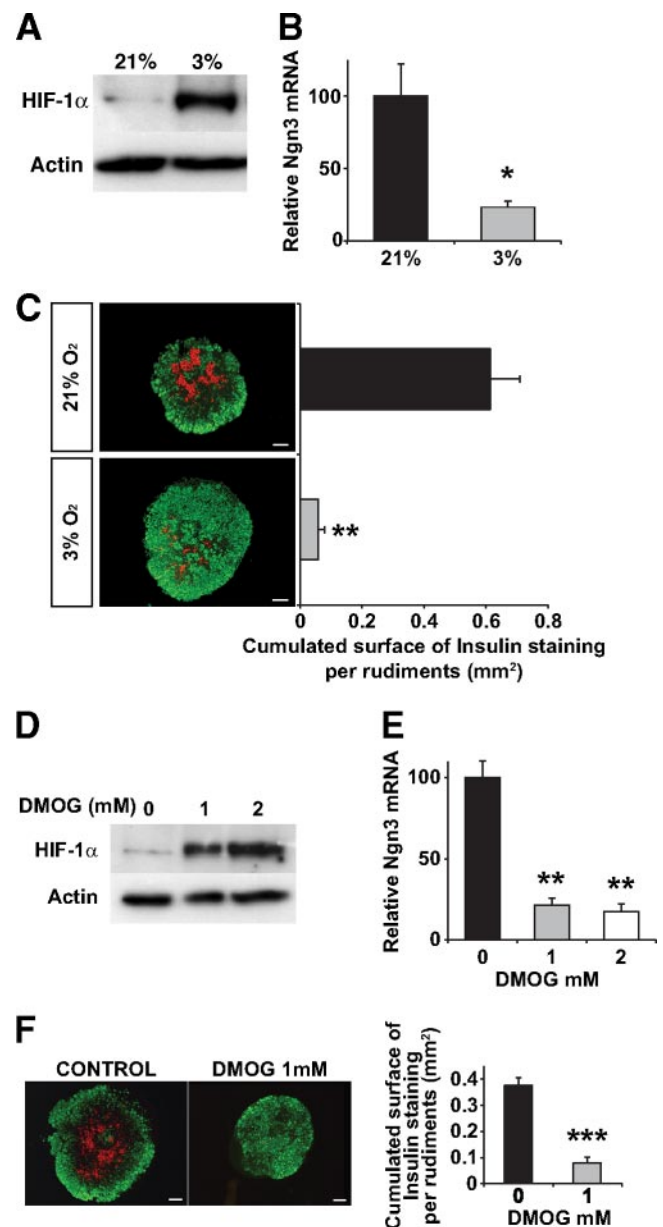 A
21% 3%
HIF-1α
Actin
B
Relative Ngn3 mRNA
100
50
0
*
21% 3%
C
21% O₂
3% O₂
**
0 0.2 0.4 0.6 0.8
Cumulated surface of Insulin staining
per rudiments (mm²)
D
DMOG (mM) 0 1 2
HIF-1α
Actin
E
Relative Ngn3 mRNA
100
50
0
** **
0 1 2
DMOG mM
F
CONTROL DMOG 1mM
Cumulated surface of
Insulin staining
per rudiments (mm²)
0.4
0.3
0.2
0.1
0
***
0 1
DMOG mM